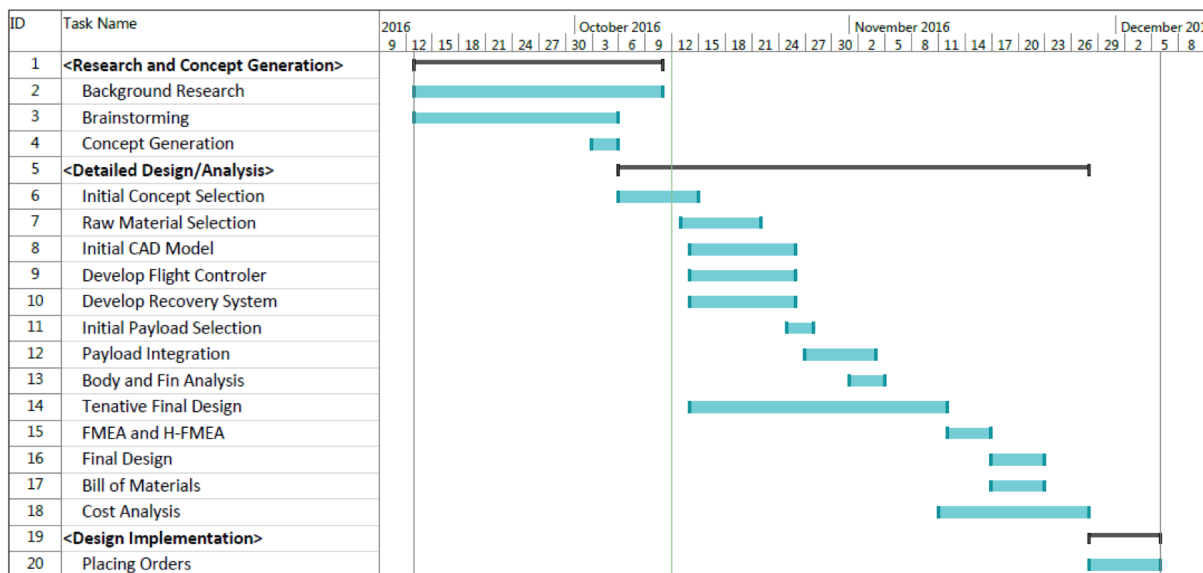 ID Task Name 2016 October 2016 November 2016 December 201
9 12 15 18 21 24 27 30 3 6 9 12 15 18 21 24 27 30 2 5 8 11 14 17 20 23 26 29 2 5 8
1 <Research and Concept Generation>
2 Background Research
3 Brainstorming
4 Concept Generation
5 <Detailed Design/Analysis>
6 Initial Concept Selection
7 Raw Material Selection
8 Initial CAD Model
9 Develop Flight Controler
10 Develop Recovery System
11 Initial Payload Selection
12 Payload Integration
13 Body and Fin Analysis
14 Tenative Final Design
15 FMEA and H-FMEA
16 Final Design
17 Bill of Materials
18 Cost Analysis
19 <Design Implementation>
20 Placing Orders